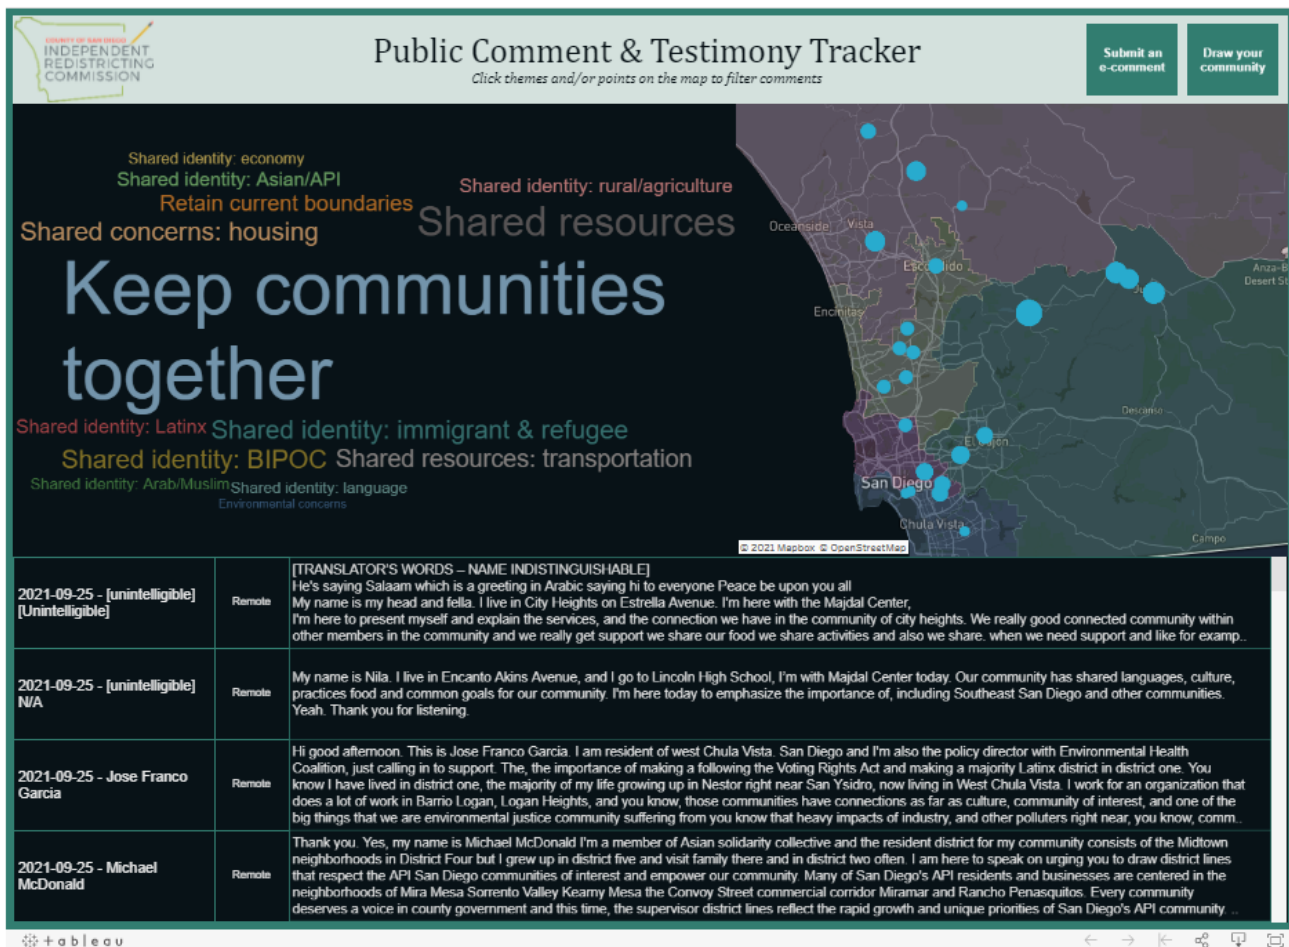 COUNTY OF SAN DIEGO
INDEPENDENT
REDISTRICTING
COMMISSION
Public Comment & Testimony Tracker
Click themes and/or points on the map to filter comments
Submit an
e-comment
Draw your
community
Shared identity: economy
Shared identity: Asian/API
Shared identity: rural/agriculture
Retain current boundaries
Shared resources
Shared concerns: housing
Keep communities
together
Shared identity: Latinx
Shared identity: immigrant & refugee
Shared identity: BIPOC
Shared resources: transportation
Shared identity: Arab/Muslim
Shared identity: language
Environmental concerns
Oceanside
Vista
Escondido
Anza-B
Desert St
Encinitas
Descanso
El Cajon
San Diego
Chula Vista
Campo
© 2021 Mapbox © OpenStreetMap
2021-09-25 - [unintelligible]
[Unintelligible]
Remote
[TRANSLATOR'S WORDS – NAME INDISTINGUISHABLE]
He's saying Salaam which is a greeting in Arabic saying hi to everyone Peace be upon you all
My name is my head and fella. I live in City Heights on Estrella Avenue. I'm here with the Majdal Center,
I'm here to present myself and explain the services, and the connection we have in the community of city heights. We really good connected community within
other members in the community and we really get support we share our food we share activities and also we share. when we need support and like for examp..
2021-09-25 - [unintelligible]
N/A
Remote
My name is Nila. I live in Encanto Akins Avenue, and I go to Lincoln High School, I'm with Majdal Center today. Our community has shared languages, culture,
practices food and common goals for our community. I'm here today to emphasize the importance of, including Southeast San Diego and other communities.
Yeah. Thank you for listening.
2021-09-25 - Jose Franco
Garcia
Remote
Hi good afternoon. This is Jose Franco Garcia. I am resident of west Chula Vista. San Diego and I'm also the policy director with Environmental Health
Coalition, just calling in to support. The, the importance of making a following the Voting Rights Act and making a majority Latinx district in district one. You
know I have lived in district one, the majority of my life growing up in Nestor right near San Ysidro, now living in West Chula Vista. I work for an organization that
does a lot of work in Barrio Logan, Logan Heights, and you know, those communities have connections as far as culture, community of interest, and one of the
big things that we are environmental justice community suffering from you know that heavy impacts of industry, and other polluters right near, you know, comm..
2021-09-25 - Michael
McDonald
Remote
Thank you. Yes, my name is Michael McDonald I'm a member of Asian solidarity collective and the resident district for my community consists of the Midtown
neighborhoods in District Four but I grew up in district five and visit family there and in district two often. I am here to speak on urging you to draw district lines
that respect the API San Diego communities of interest and empower our community. Many of San Diego's API residents and businesses are centered in the
neighborhoods of Mira Mesa Sorrento Valley Kearny Mesa the Convoy Street commercial corridor Miramar and Rancho Penasquitos. Every community
deserves a voice in county government and this time, the supervisor district lines reflect the rapid growth and unique priorities of San Diego's API community. ..
+ableau